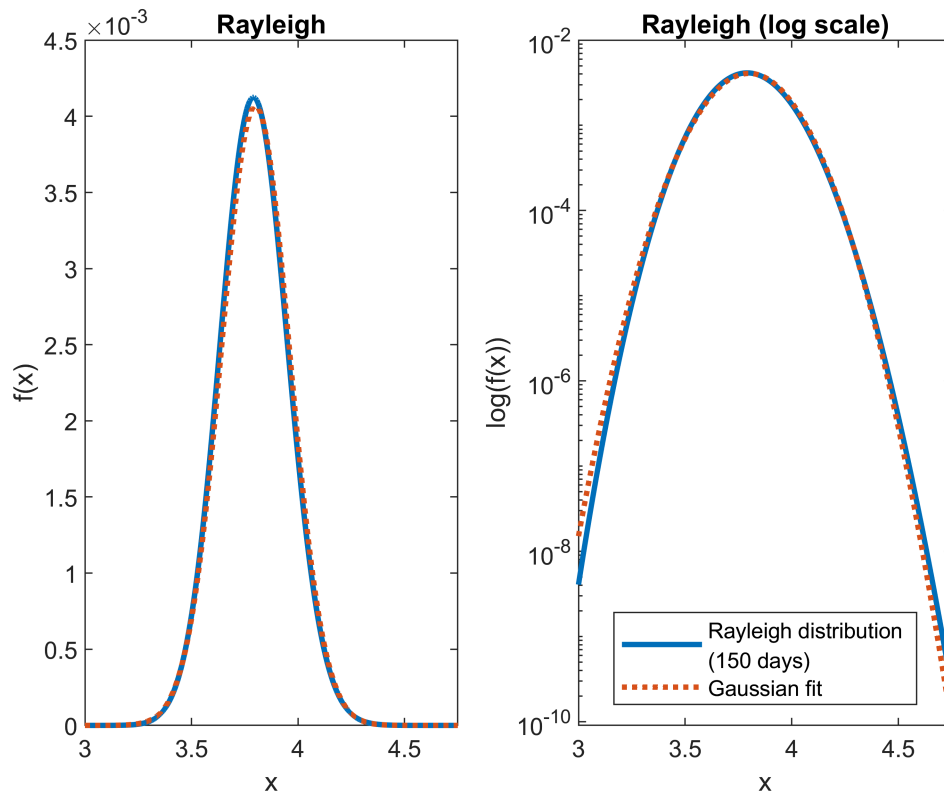 ×10⁻³
Rayleigh
4.5
4
3.5
3
2.5
2
1.5
1
0.5
0
f(x)
3
3.5
4
4.5
x
Rayleigh (log scale)
10⁻²
10⁻⁴
10⁻⁶
10⁻⁸
10⁻¹⁰
log(f(x))
3
3.5
4
4.5
x
Rayleigh distribution
(150 days)
Gaussian fit